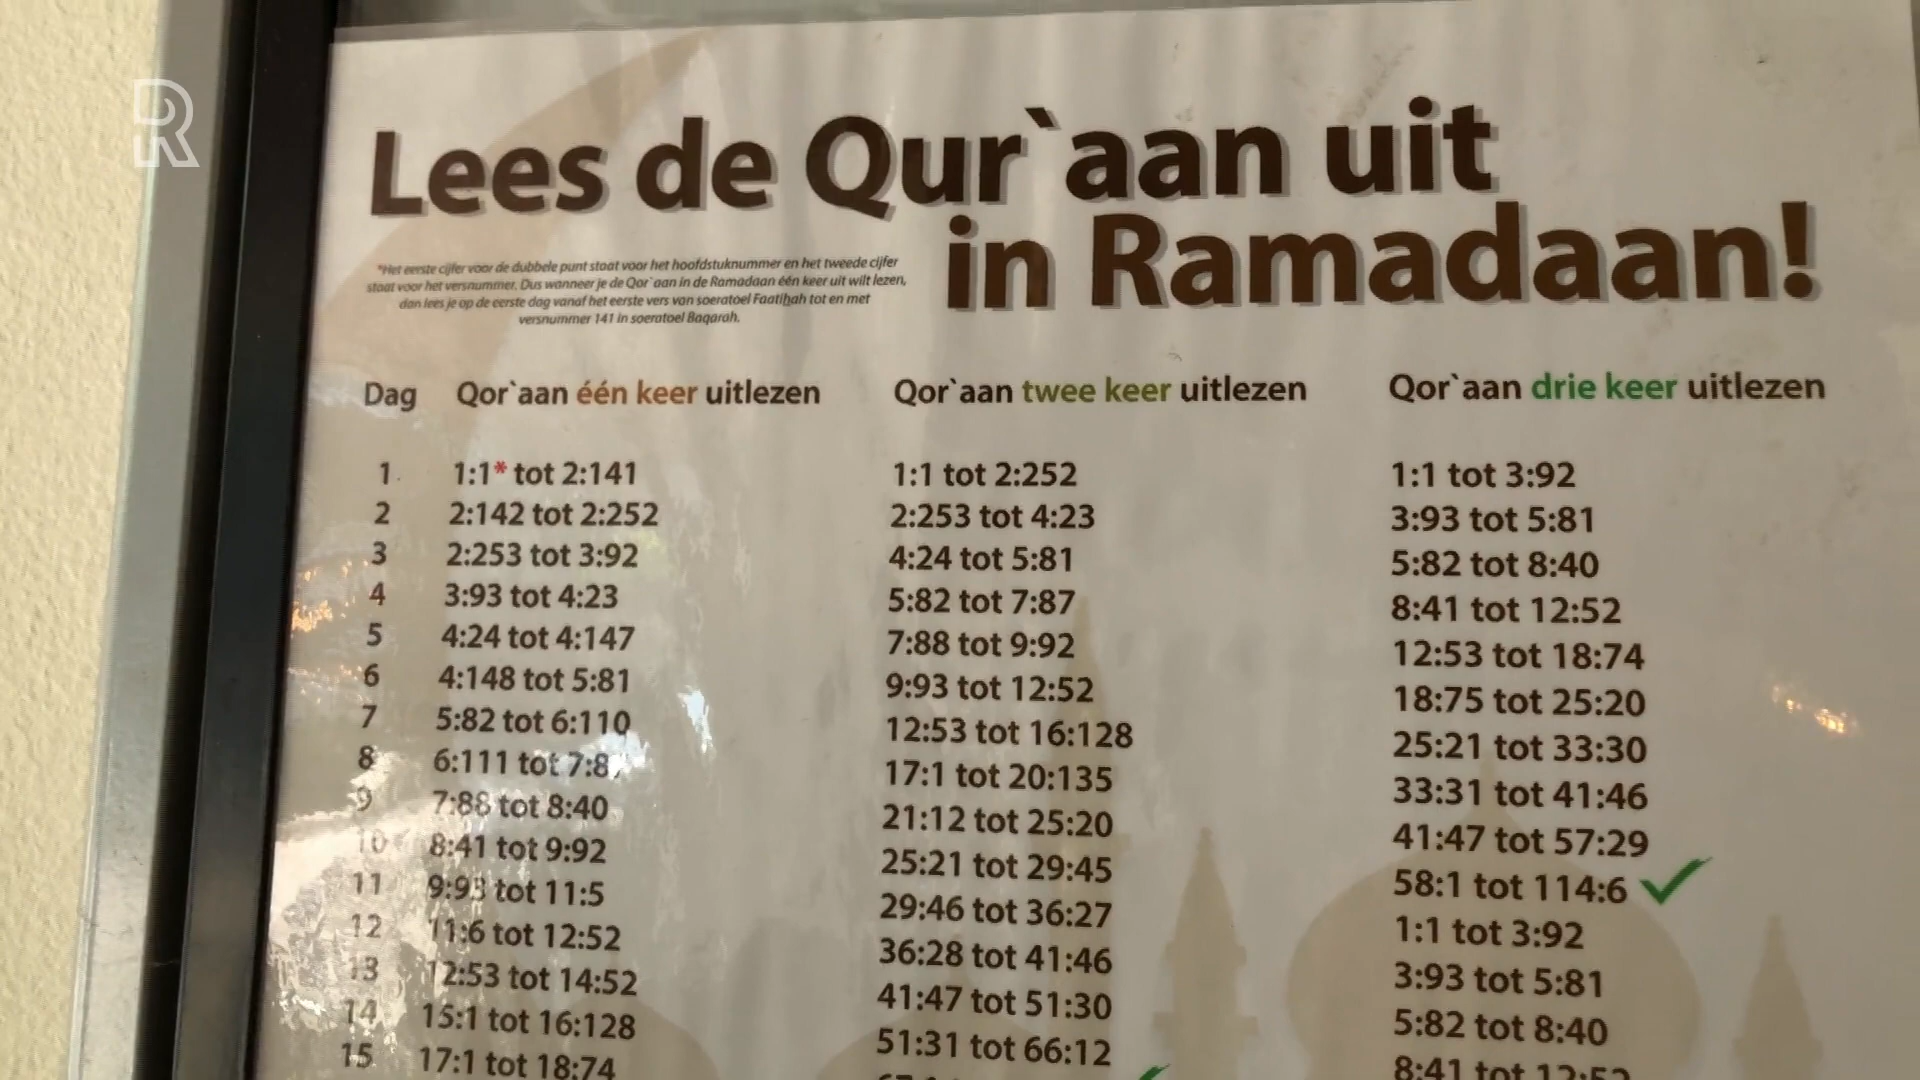 R
Lees de Qur`aan uit
in Ramadaan!
*Het eerste cijfer voor de dubbele punt staat voor het hoofdstuknummer en het tweede cijfer
staat voor het versnummer. Dus wanneer je de Qor`aan in de Ramadaan één keer uit wilt lezen,
dan lees je op de eerste dag vanaf het eerste vers van soeratoel Faatihah tot en met
versnummer 141 in soeratoel Baqarah.
Dag Qor`aan één keer uitlezen Qor`aan twee keer uitlezen Qor`aan drie keer uitlezen
1 1:1* tot 2:141 1:1 tot 2:252 1:1 tot 3:92
2 2:142 tot 2:252 2:253 tot 4:23 3:93 tot 5:81
3 2:253 tot 3:92 4:24 tot 5:81 5:82 tot 8:40
4 3:93 tot 4:23 5:82 tot 7:87 8:41 tot 12:52
5 4:24 tot 4:147 7:88 tot 9:92 12:53 tot 18:74
6 4:148 tot 5:81 9:93 tot 12:52 18:75 tot 25:20
7 5:82 tot 6:110 12:53 tot 16:128 25:21 tot 33:30
8 6:111 tot 17:1 tot 20:135 33:31 tot 41:46
9 7:88 tot 8:40 21:12 tot 25:20 41:47 tot 57:29
10 8:41 tot 9:92 25:21 tot 29:45 58:1 tot 114:6
11 9:93 tot 11:5 29:46 tot 36:27 1:1 tot 3:92
12 11:6 tot 12:52 36:28 tot 41:46 3:93 tot 5:81
13 12:53 tot 14:52 41:47 tot 51:30 5:82 tot 8:40
14 15:1 tot 16:128 51:31 tot 66:12 8:41 tot 12:52
15 17:1 tot 18:74